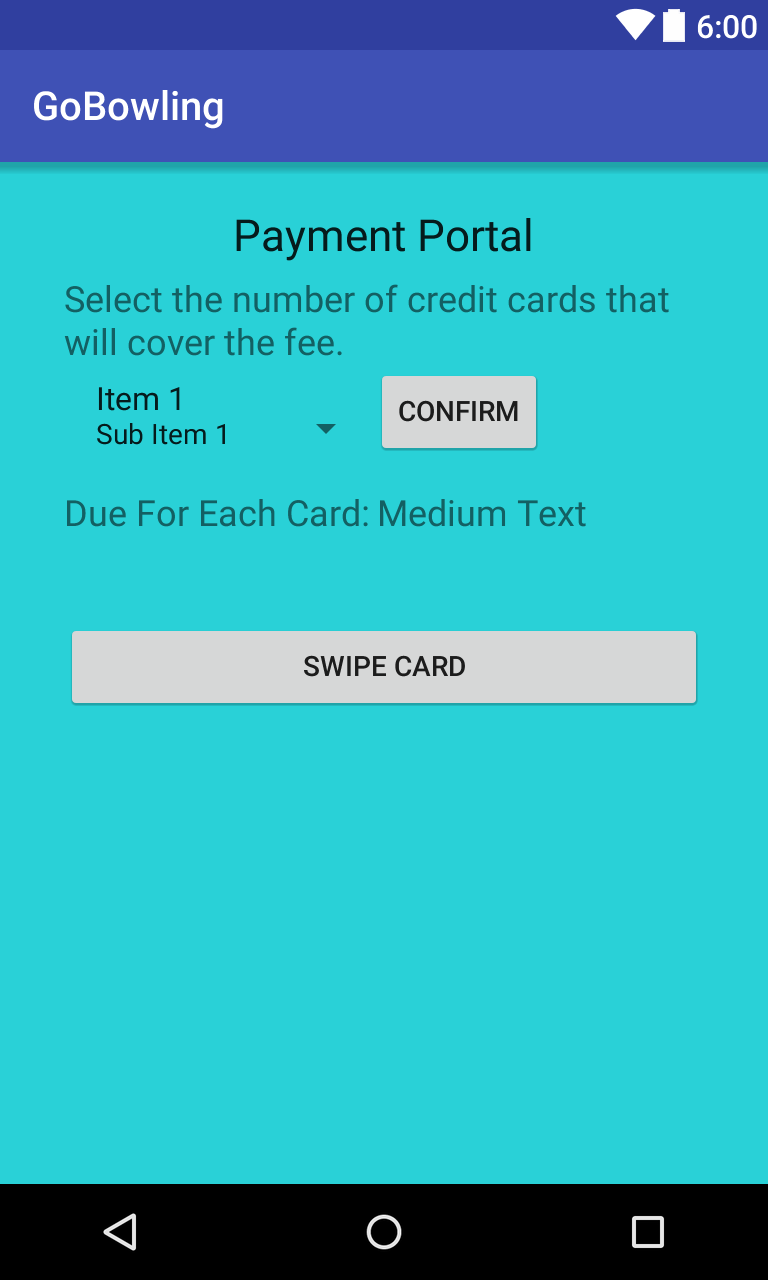 6:00
GoBowling
Payment Portal
Select the number of credit cards that
will cover the fee.
Item 1
Sub Item 1
CONFIRM
Due For Each Card: Medium Text
SWIPE CARD